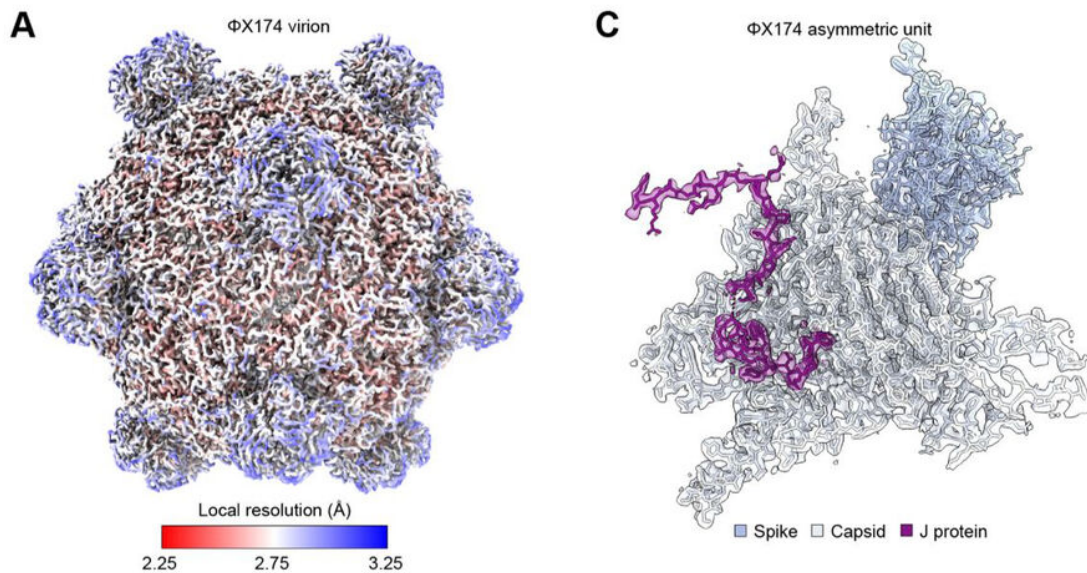 A
ΦX174 virion
Local resolution (Å)
2.25 2.75 3.25
C
ΦX174 asymmetric unit
Spike Capsid J protein